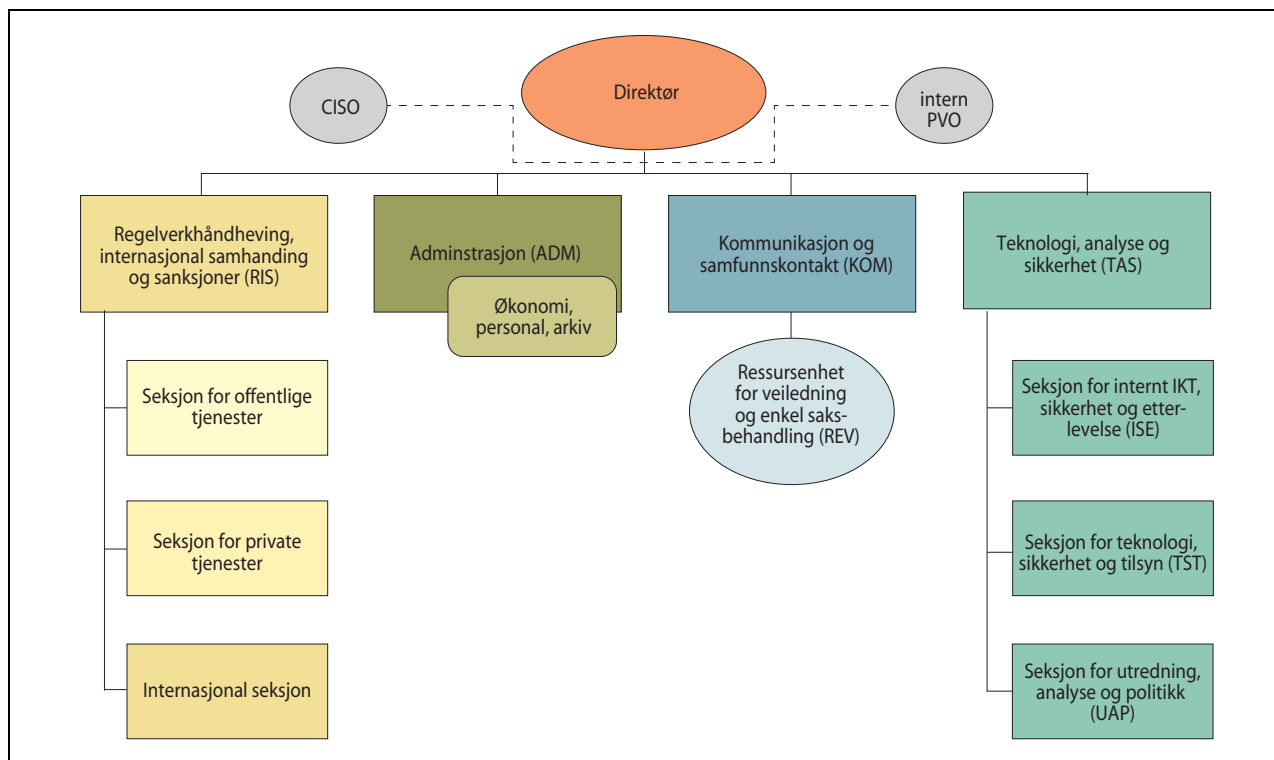 Direktør
CISO
intern
PVO
Regelverkhåndheving,
internasjonal samhanding
og sanksjoner (RIS)
Adminstrasjon (ADM)
Økonomi,
personal, arkiv
Kommunikasjon og
samfunnskontakt (KOM)
Teknologi, analyse og
sikkerhet (TAS)
Seksjon for offentlige
tjenester
Seksjon for private
tjenester
Internasjonal seksjon
Ressursenhet
for veiledning
og enkel saks-
behandling (REV)
Seksjon for internt IKT,
sikkerhet og etter-
levelse (ISE)
Seksjon for teknologi,
sikkerhet og tilsyn (TST)
Seksjon for utredning,
analyse og politikk
(UAP)